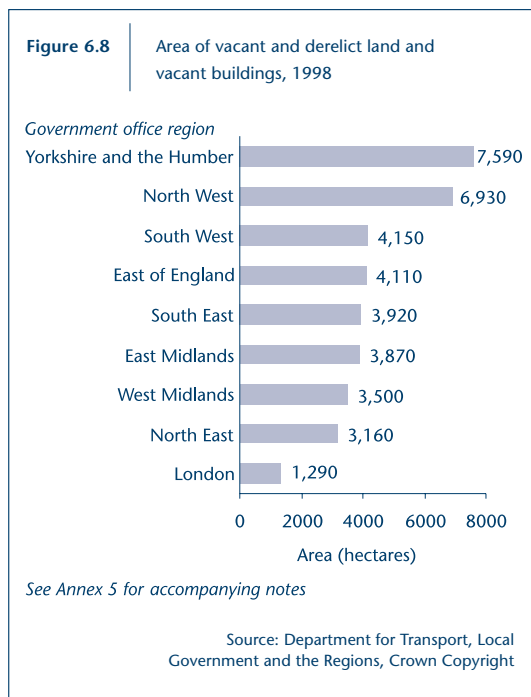 Figure 6.8
Area of vacant and derelict land and
vacant buildings, 1998
Government office region
Yorkshire and the Humber 7,590
North West 6,930
South West 4,150
East of England 4,110
South East 3,920
East Midlands 3,870
West Midlands 3,500
North East 3,160
London 1,290
0 2000 4000 6000 8000
Area (hectares)
See Annex 5 for accompanying notes
Source: Department for Transport, Local
Government and the Regions, Crown Copyright